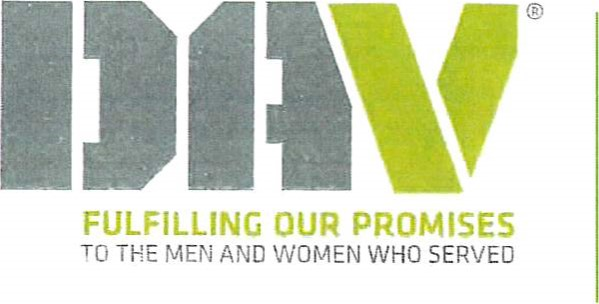 DAV®
FULFILLING OUR PROMISES
TO THE MEN AND WOMEN WHO SERVED